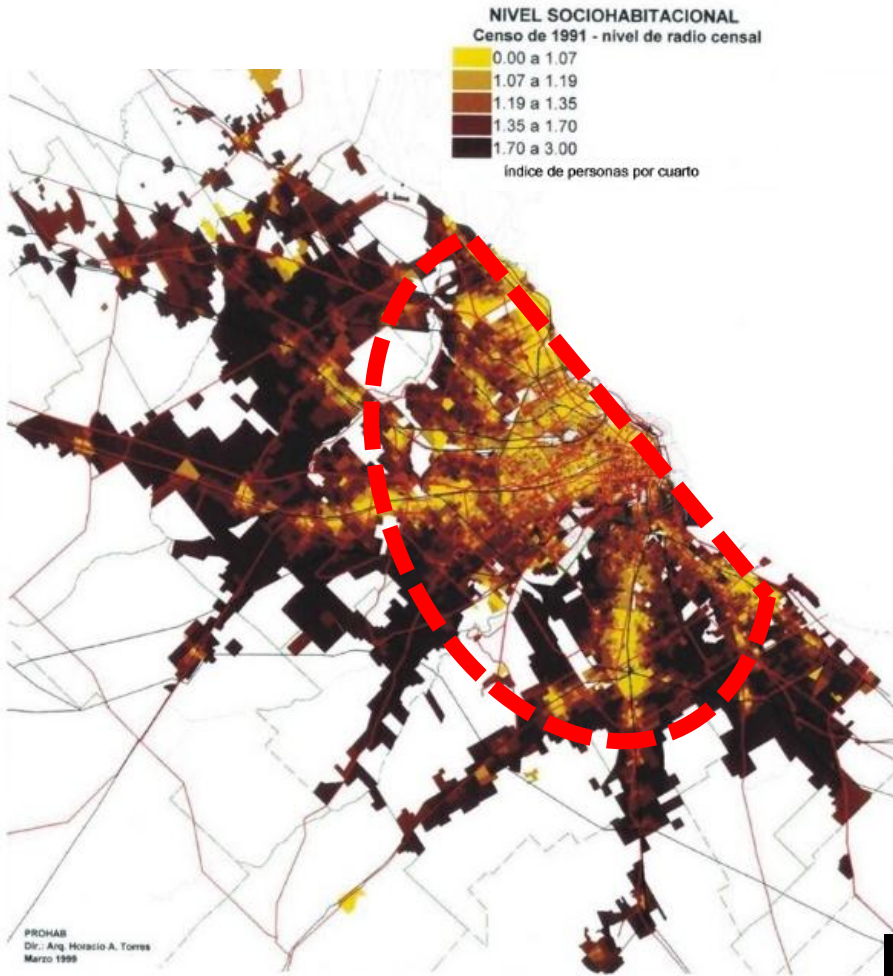 NIVEL SOCIOHABITACIONAL
Censo de 1991 - nivel de radio censal
0.00 a 1.07
1.07 a 1.19
1.19 a 1.35
1.35 a 1.70
1.70 a 3.00
índice de personas por cuarto
PROHAB
Dir.: Arq. Horacio A. Torres
Marzo 1999